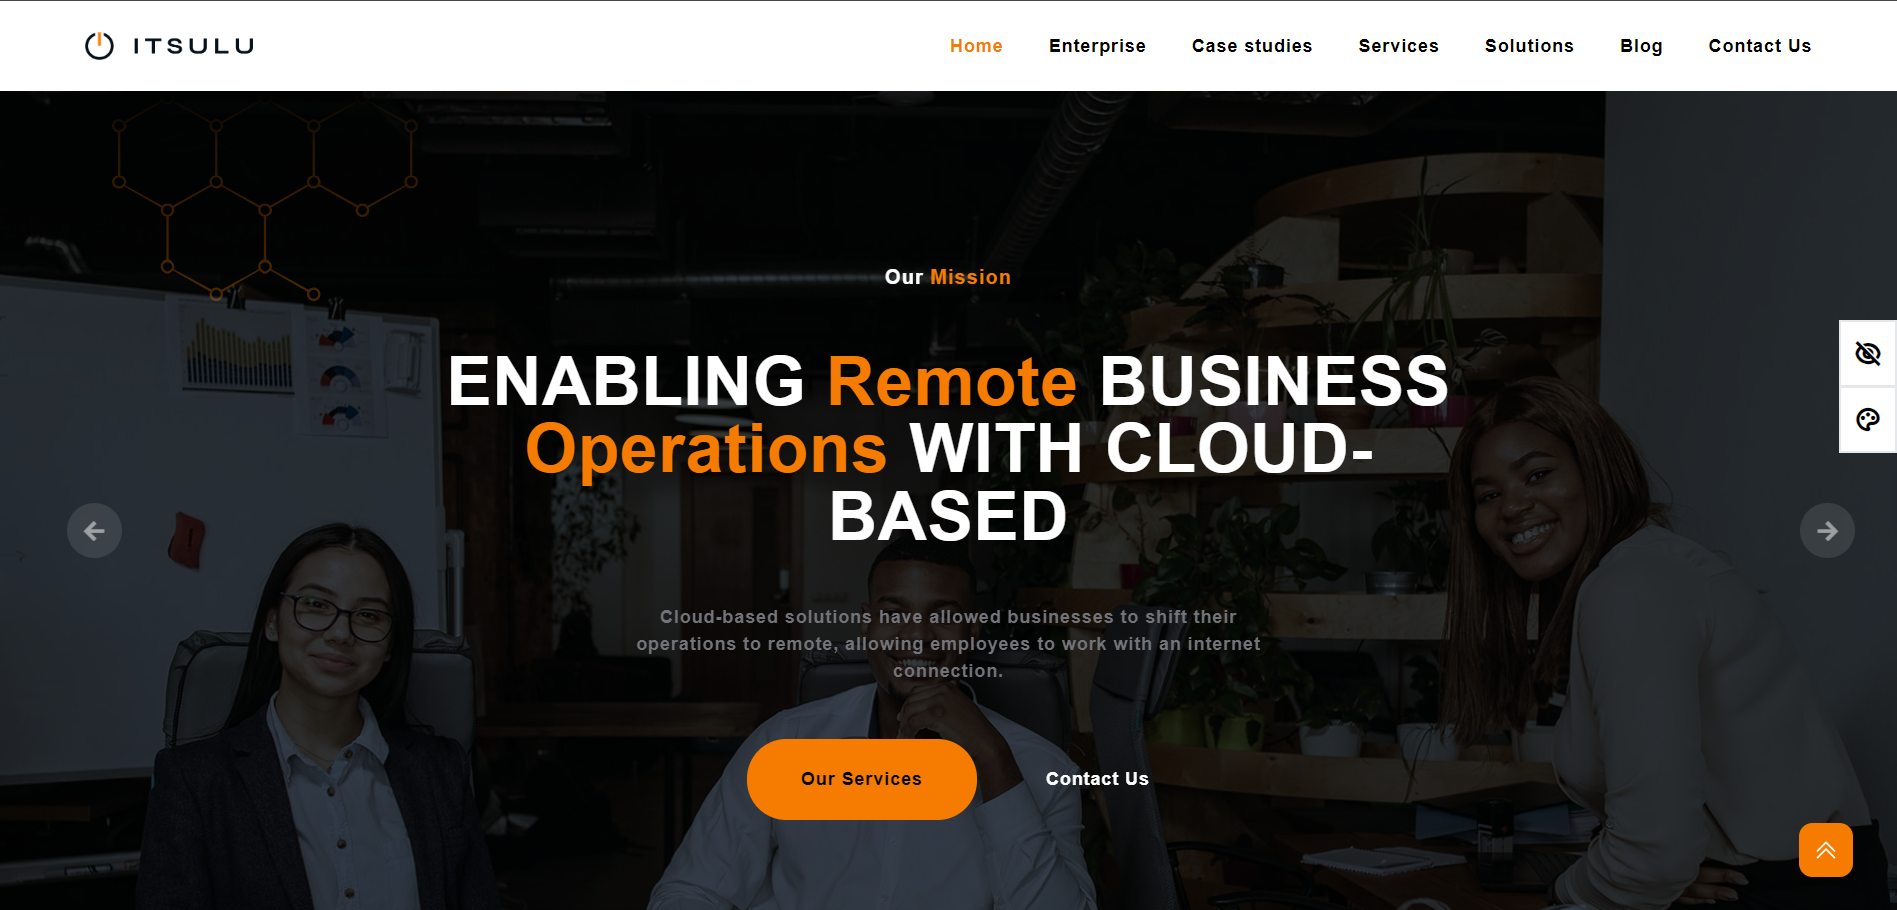 ITSULU
Home Enterprise Case studies Services Solutions Blog Contact Us
Our Mission
ENABLING Remote BUSINESS
Operations WITH CLOUD-
BASED
Cloud-based solutions have allowed businesses to shift their
operations to remote, allowing employees to work with an internet
connection.
Our Services Contact Us